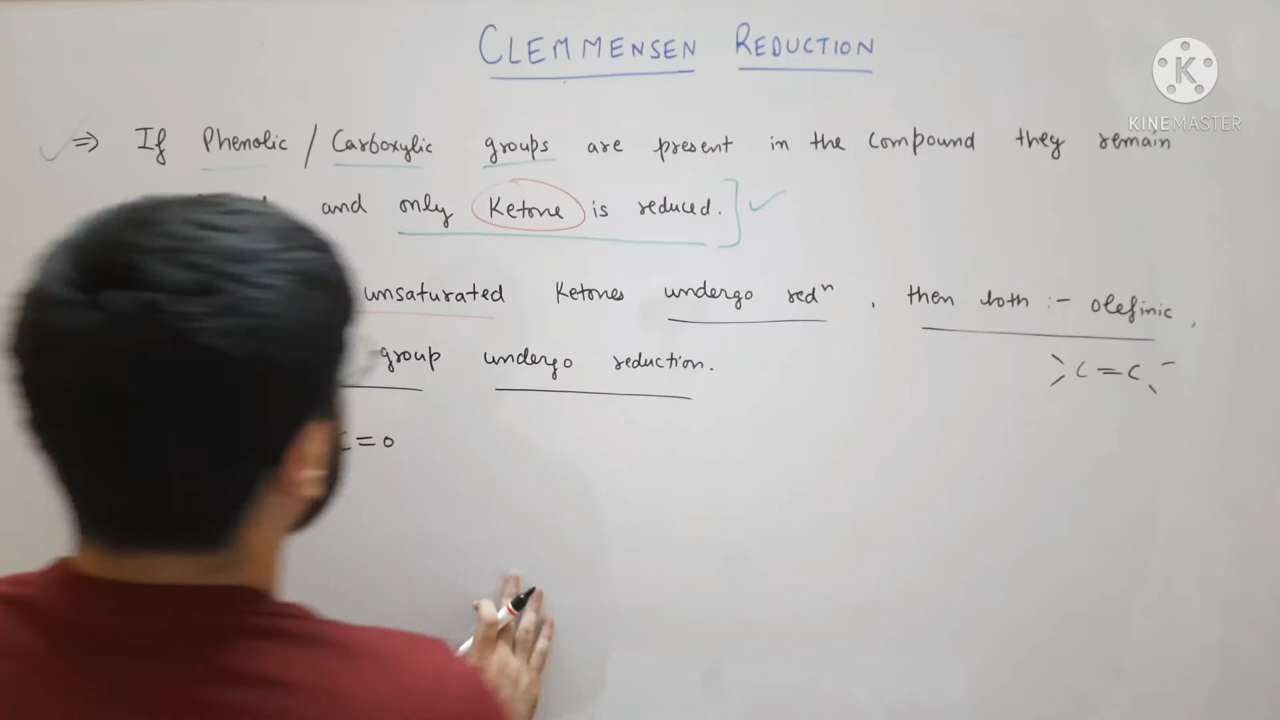 CLEMMENSEN REDUCTION
K
KINEMASTER
⇒ If Phenolic / Carboxylic groups are present in the compound they remain
and only Ketone is reduced.
unsaturated Ketones undergo redⁿ, then both :- olefinic,
group undergo reduction.
C=C
C=O